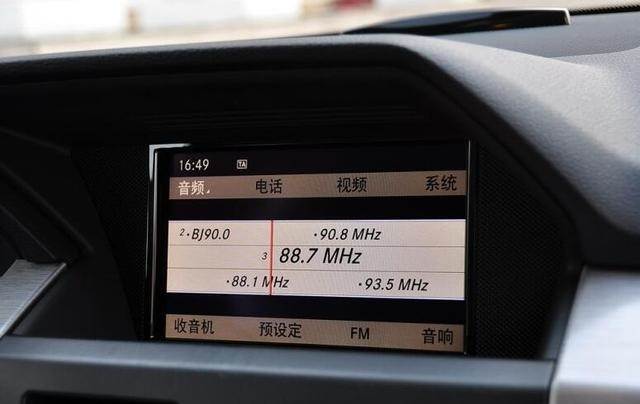 16:49 TA
音频 电话 视频 系统
2·BJ90.0 ·90.8 MHz
3 88.7 MHz
·88.1 MHz ·93.5 MHz
收音机 预设定 FM 音响